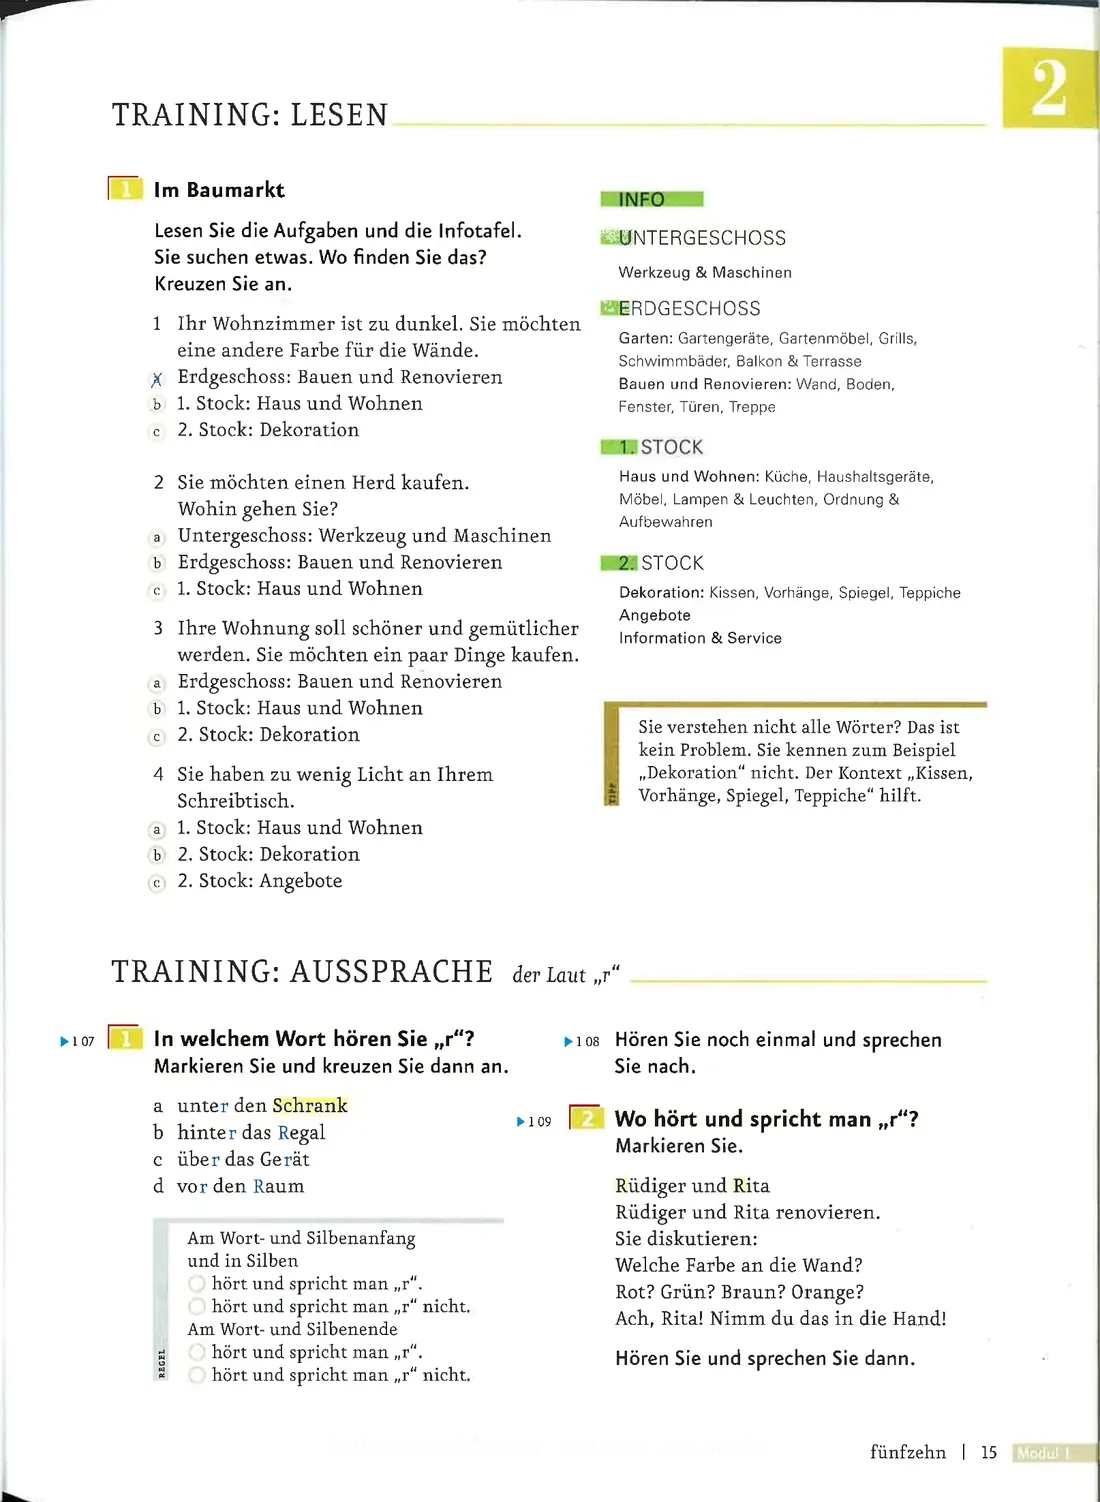 2
TRAINING: LESEN
1 Im Baumarkt
Lesen Sie die Aufgaben und die Infotafel.
Sie suchen etwas. Wo finden Sie das?
Kreuzen Sie an.
1 Ihr Wohnzimmer ist zu dunkel. Sie möchten
eine andere Farbe für die Wände.
X Erdgeschoss: Bauen und Renovieren
b 1. Stock: Haus und Wohnen
c 2. Stock: Dekoration
2 Sie möchten einen Herd kaufen.
Wohin gehen Sie?
a Untergeschoss: Werkzeug und Maschinen
b Erdgeschoss: Bauen und Renovieren
c 1. Stock: Haus und Wohnen
3 Ihre Wohnung soll schöner und gemütlicher
werden. Sie möchten ein paar Dinge kaufen.
a Erdgeschoss: Bauen und Renovieren
b 1. Stock: Haus und Wohnen
c 2. Stock: Dekoration
4 Sie haben zu wenig Licht an Ihrem
Schreibtisch.
a 1. Stock: Haus und Wohnen
b 2. Stock: Dekoration
c 2. Stock: Angebote
INFO
UNTERGESCHOSS
Werkzeug & Maschinen
ERDGESCHOSS
Garten: Gartengeräte, Gartenmöbel, Grills,
Schwimmbäder, Balkon & Terrasse
Bauen und Renovieren: Wand, Boden,
Fenster, Türen, Treppe
1. STOCK
Haus und Wohnen: Küche, Haushaltsgeräte,
Möbel, Lampen & Leuchten, Ordnung &
Aufbewahren
2. STOCK
Dekoration: Kissen, Vorhänge, Spiegel, Teppiche
Angebote
Information & Service
TIPP
Sie verstehen nicht alle Wörter? Das ist
kein Problem. Sie kennen zum Beispiel
„Dekoration“ nicht. Der Kontext „Kissen,
Vorhänge, Spiegel, Teppiche“ hilft.
TRAINING: AUSSPRACHE der Laut „r“
▶ 1 07 1 In welchem Wort hören Sie „r“?
Markieren Sie und kreuzen Sie dann an.
a unter den Schrank
b hinter das Regal
c über das Gerät
d vor den Raum
REGEL
Am Wort- und Silbenanfang
und in Silben
hört und spricht man „r“.
hört und spricht man „r“ nicht.
Am Wort- und Silbenende
hört und spricht man „r“.
hört und spricht man „r“ nicht.
▶ 1 08 Hören Sie noch einmal und sprechen
Sie nach.
▶ 1 09 2 Wo hört und spricht man „r“?
Markieren Sie.
Rüdiger und Rita
Rüdiger und Rita renovieren.
Sie diskutieren:
Welche Farbe an die Wand?
Rot? Grün? Braun? Orange?
Ach, Rita! Nimm du das in die Hand!
Hören Sie und sprechen Sie dann.
fünfzehn | 15 Modul 1